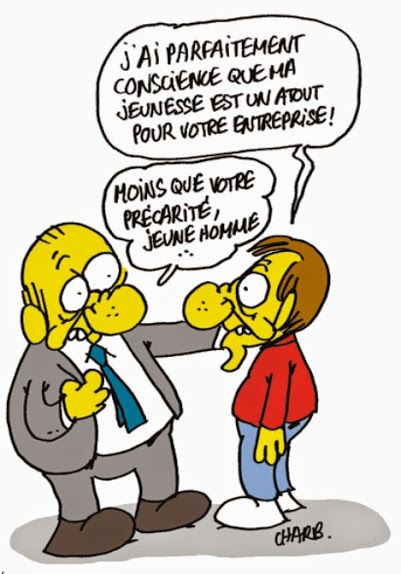 J'AI PARFAITEMENT
CONSCIENCE QUE MA
JEUNESSE EST UN ATOUT
POUR VOTRE ENTREPRISE!
MOINS QUE VOTRE
PRÉCARITÉ,
JEUNE HOMME
CHARB.